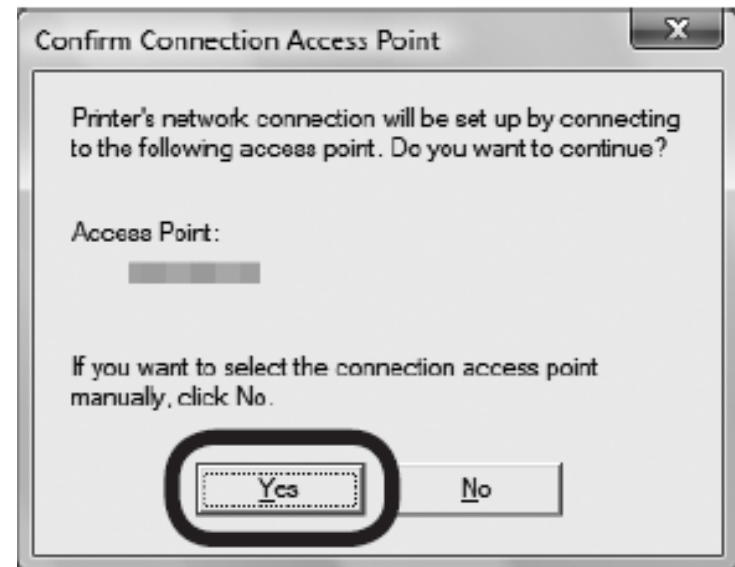 Confirm Connection Access Point
Printer's network connection will be set up by connecting
to the following access point. Do you want to continue?
Access Point:
If you want to select the connection access point
manually, click No.
Yes No